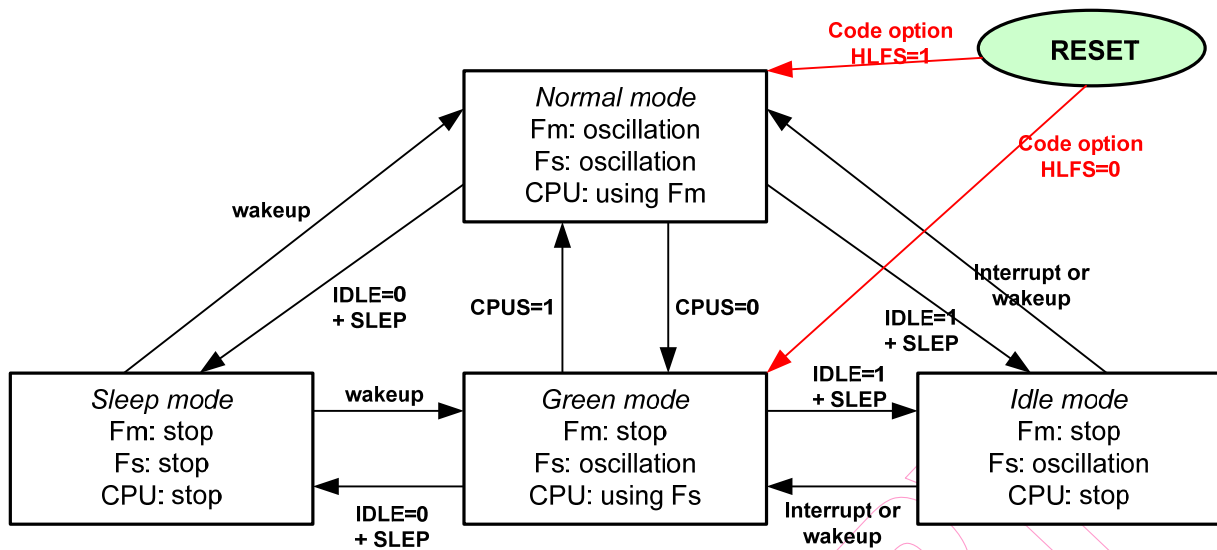 Code option
HLFS=1
RESET
Normal mode
Fm: oscillation
Fs: oscillation
CPU: using Fm
Code option
HLFS=0
wakeup
IDLE=0
+ SLEP
CPUS=1
CPUS=0
IDLE=1
+ SLEP
Interrupt or
wakeup
Sleep mode
Fm: stop
Fs: stop
CPU: stop
wakeup
IDLE=0
+ SLEP
Green mode
Fm: stop
Fs: oscillation
CPU: using Fs
IDLE=1
+ SLEP
Interrupt or
wakeup
Idle mode
Fm: stop
Fs: oscillation
CPU: stop